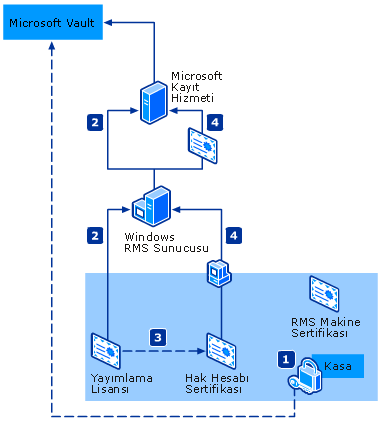 Microsoft Vault
Microsoft
Kayıt
Hizmeti
2
4
Windows
RMS Sunucusu
2
4
RMS Makine
Sertifikası
3
1
Kasa
Yayımlama
Lisansı
Hak Hesabı
Sertifikası